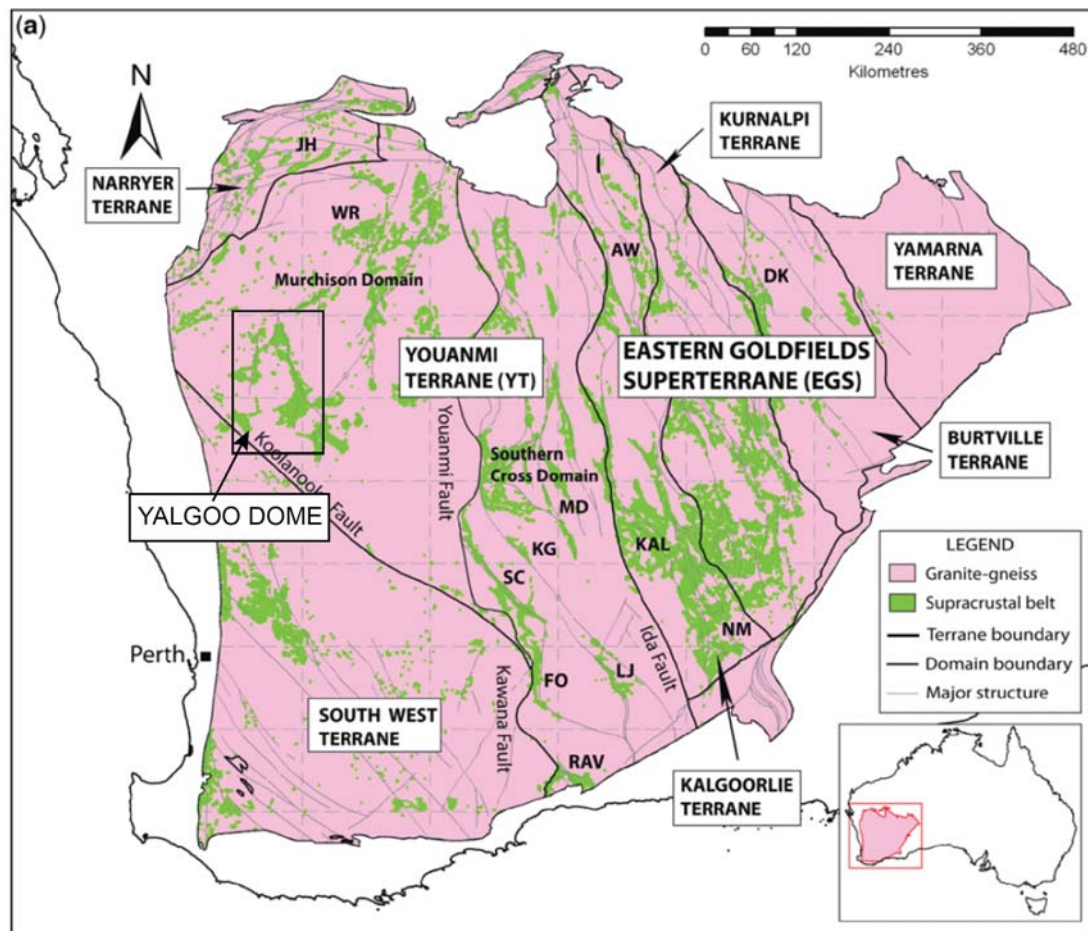 (a)
0 60 120 240 360 480
Kilometres
N
KURNALPI
TERRANE
JH
NARRYER
TERRANE
I
WR
AW
YAMARNA
TERRANE
DK
Murchison Domain
YOUANMI
TERRANE (YT)
EASTERN GOLDFIELDS
SUPERTERRANE (EGS)
Koolanooka Fault
Youanmi Fault
BURTVILLE
TERRANE
Southern
Cross Domain
YALGOO DOME
MD
KG
KAL
SC
LEGEND
Granite-gneiss
Supracrustal belt
Terrane boundary
Domain boundary
Major structure
NM
Perth
Ida Fault
LJ
FO
Kawana Fault
SOUTH WEST
TERRANE
RAV
KALGOORLIE
TERRANE